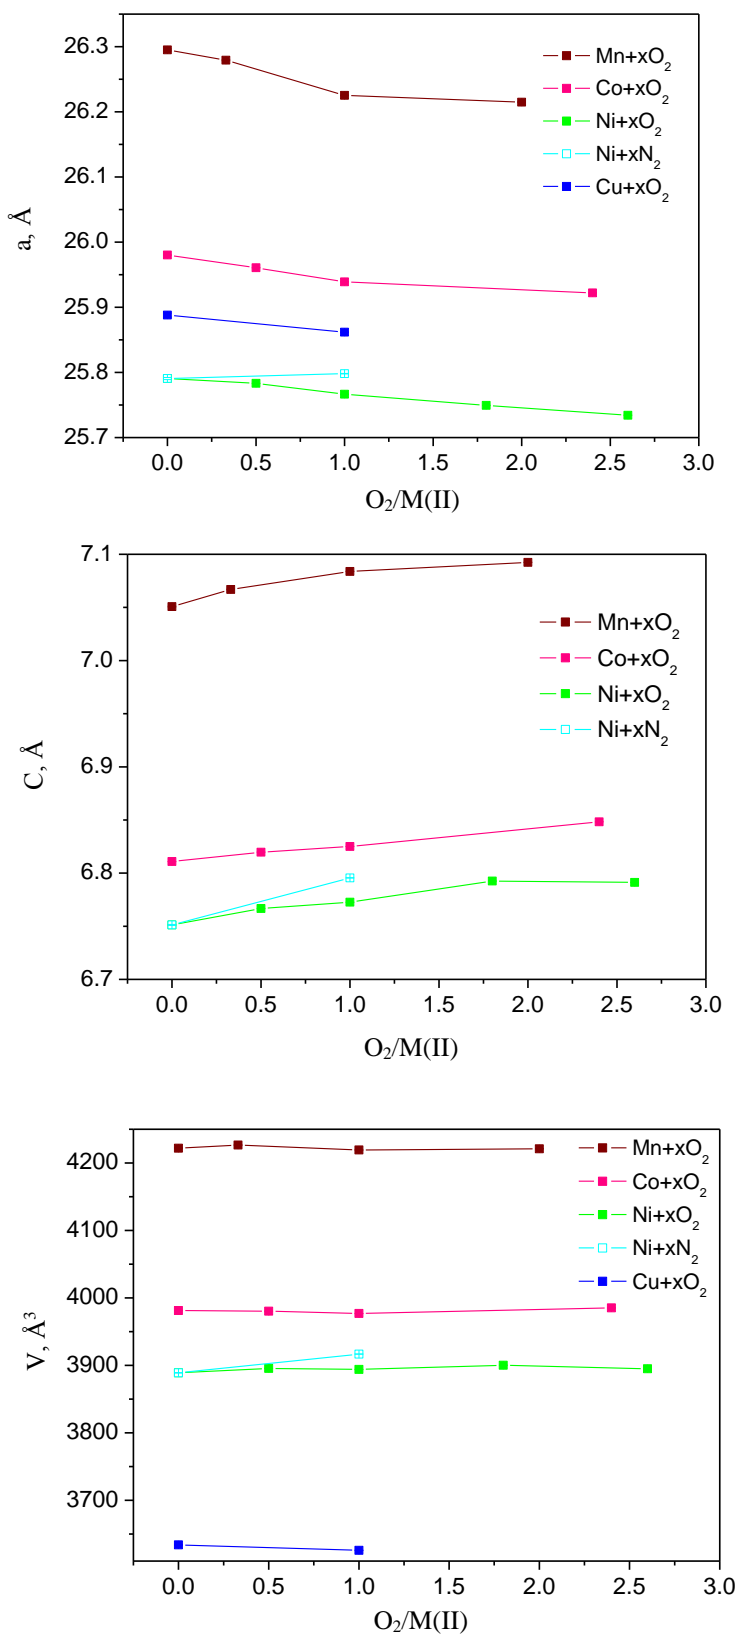 26.3
26.2
26.1
26.0
25.9
25.8
25.7
a, Å
Mn+xO₂
Co+xO₂
Ni+xO₂
Ni+xN₂
Cu+xO₂
0.0 0.5 1.0 1.5 2.0 2.5 3.0
O₂/M(II)
7.1
7.0
6.9
6.8
6.7
C, Å
Mn+xO₂
Co+xO₂
Ni+xO₂
Ni+xN₂
0.0 0.5 1.0 1.5 2.0 2.5 3.0
O₂/M(II)
4200
4100
4000
3900
3800
3700
V, Å³
Mn+xO₂
Co+xO₂
Ni+xO₂
Ni+xN₂
Cu+xO₂
0.0 0.5 1.0 1.5 2.0 2.5 3.0
O₂/M(II)